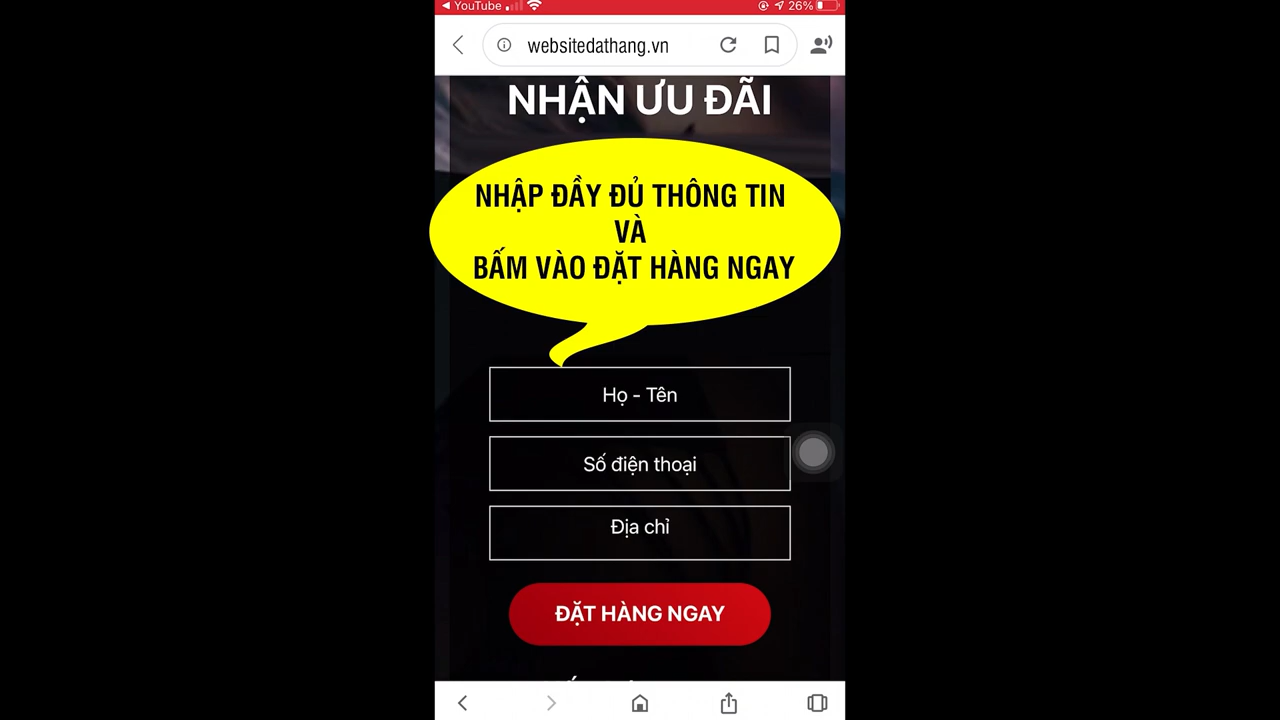 YouTube
26%
websitedathang.vn
NHẬN ƯU ĐÃI
NHẬP ĐẦY ĐỦ THÔNG TIN
VÀ
BẤM VÀO ĐẶT HÀNG NGAY
Họ - Tên
Số điện thoại
Địa chỉ
ĐẶT HÀNG NGAY